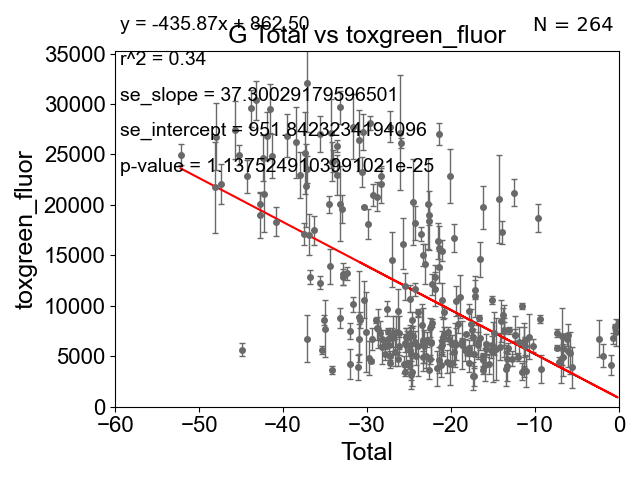 y = -435.87x + 862.50
N = 264
G Total vs toxgreen_fluor
r^2 = 0.34
se_slope = 37.30029179596501
se_intercept = 951.8423234194096
p-value = 1.1375249103991021e-25
35000
30000
25000
20000
15000
10000
5000
0
toxgreen_fluor
−60
−50
−40
−30
−20
−10
0
Total